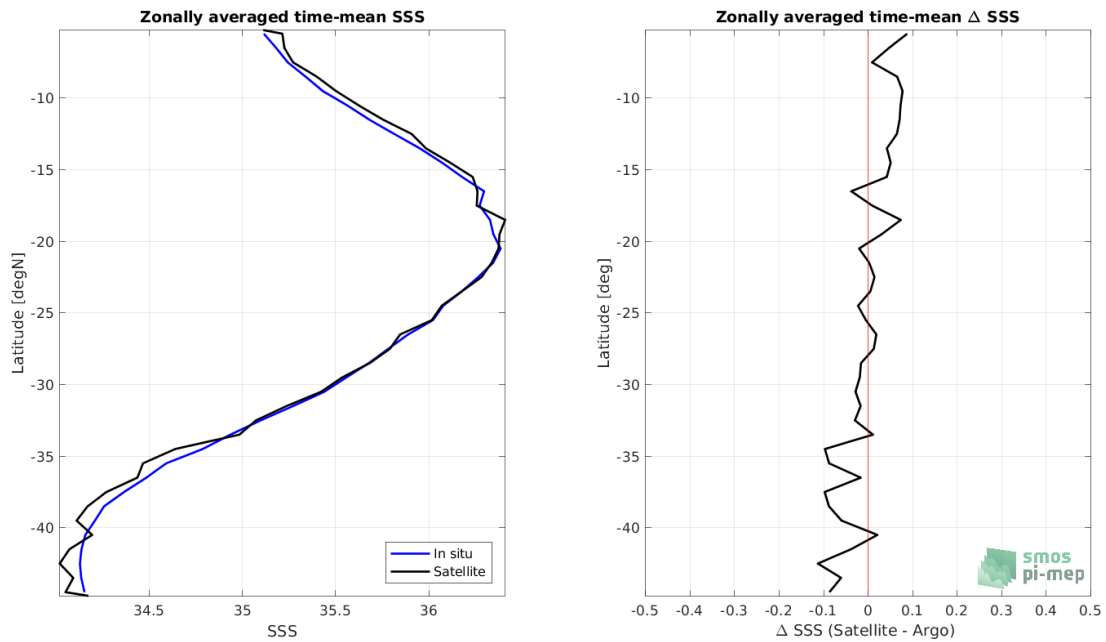 Zonally averaged time-mean SSS
Latitude [degN]
-10
-15
-20
-25
-30
-35
-40
34.5 35 35.5 36
SSS
In situ
Satellite
Zonally averaged time-mean Δ SSS
Latitude [deg]
-10
-15
-20
-25
-30
-35
-40
-0.5 -0.4 -0.3 -0.2 -0.1 0 0.1 0.2 0.3 0.4 0.5
Δ SSS (Satellite - Argo)
smos
pi-mep